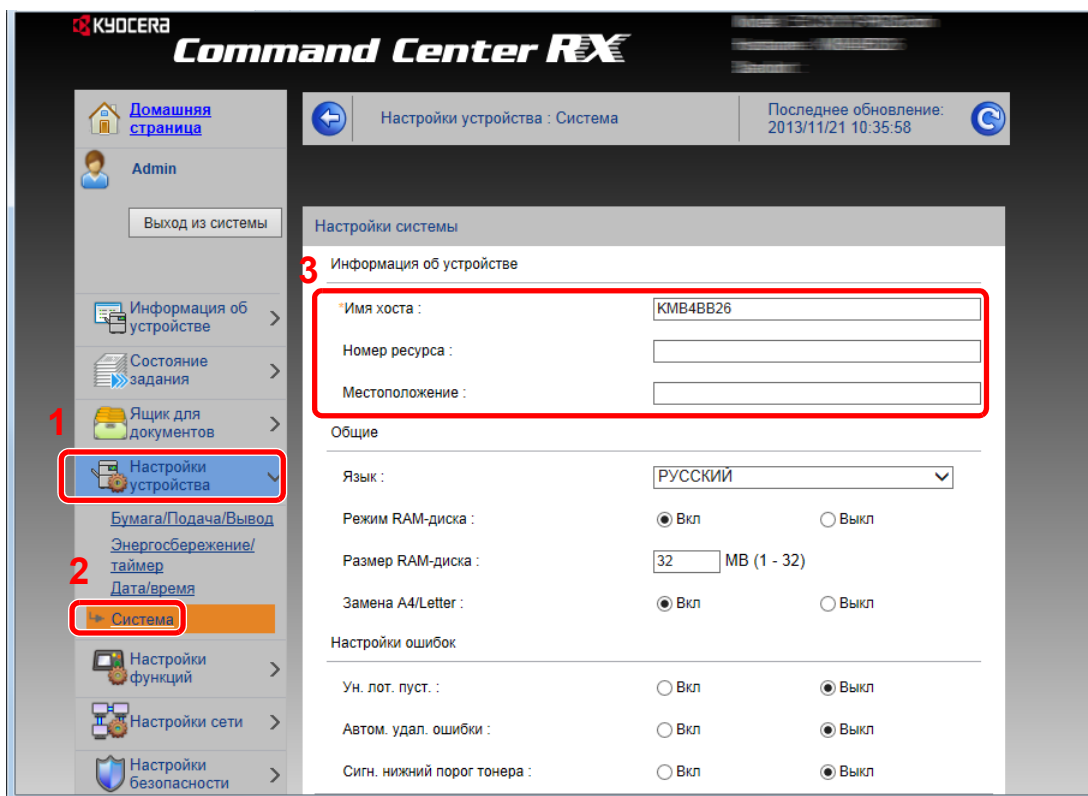 KYOCERA
Command Center RX
Домашняя
страница
Admin
Выход из системы
Информация об
устройстве
Состояние
задания
1
Ящик для
документов
Настройки
устройства
Бумага/Подача/Вывод
Энергосбережение/
таймер
2
Дата/время
Система
Настройки
функций
Настройки сети
Настройки
безопасности
Настройки устройства : Система
Последнее обновление:
2013/11/21 10:35:58
Настройки системы
3
Информация об устройстве
*Имя хоста : KMB4BB26
Номер ресурса :
Местоположение :
Общие
Язык : РУССКИЙ
Режим RAM-диска : Вкл Выкл
Размер RAM-диска : 32 MB (1 - 32)
Замена A4/Letter : Вкл Выкл
Настройки ошибок
Ун. лот. пуст. : Вкл Выкл
Автом. удал. ошибки : Вкл Выкл
Сигн. нижний порог тонера : Вкл Выкл